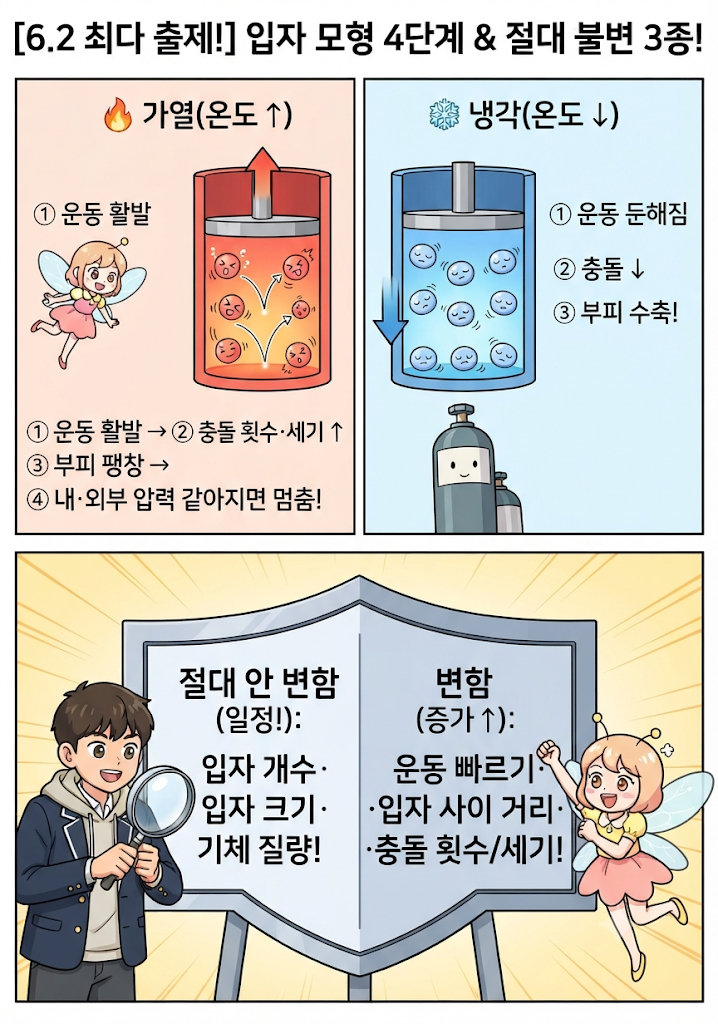 [6.2 최다 출제!] 입자 모형 4단계 & 절대 불변 3종!
가열(온도↑)
① 운동 활발
① 운동 활발 → ② 충돌 횟수·세기↑
③ 부피 팽창 →
④ 내·외부 압력 같아지면 멈춤!
냉각(온도↓)
① 운동 둔해짐
② 충돌↓
③ 부피 수축!
절대 안 변함
(일정!):
입자 개수·
입자 크기·
기체 질량!
변함
(증가↑):
운동 빠르기·
·입자 사이 거리·
·충돌 횟수/세기!